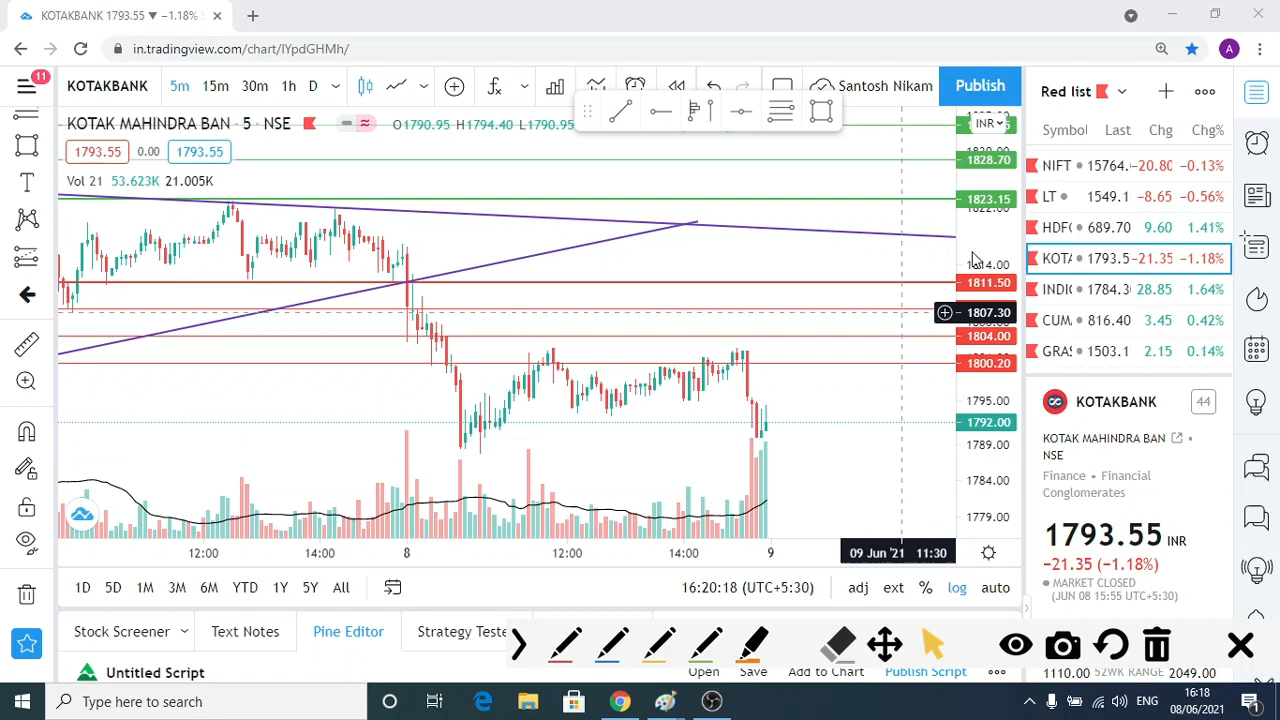 KOTAKBANK 1793.55 ▼ −1.18%
in.tradingview.com/chart/IYpdGHMh/
A
11
KOTAKBANK 5m 15m 30m 1h D Santosh Nikam Publish
Red list
KOTAK MAHINDRA BAN · 5 · NSE O1790.95 H1794.40 L1790.95 INR
1793.55 0.00 1793.55
Vol 21 53.623K 21.005K
1828.70
1823.15
1822.00
1814.00
1811.50
1807.30
1804.00
1800.20
1795.00
1792.00
1789.00
1784.00
1779.00
12:00 14:00 8 12:00 14:00 9 09 Jun '21 11:30
1D 5D 1M 3M 6M YTD 1Y 5Y All 16:20:18 (UTC+5:30) adj ext % log auto
Symbol Last Chg Chg%
NIFT 15764. −20.80 −0.13%
LT 1549.1 −8.65 −0.56%
HDFC 689.70 9.60 1.41%
KOTA 1793.5 −21.35 −1.18%
INDIC 1784.3 28.85 1.64%
CUM 816.40 3.45 0.42%
GRAS 1503.1 2.15 0.14%
KOTAKBANK 44
KOTAK MAHINDRA BAN
NSE
Finance • Financial
Conglomerates
1793.55 INR
−21.35 (−1.18%)
MARKET CLOSED
(JUN 08 15:55 UTC+5:30)
1110.00 52WK RANGE 2049.00
Stock Screener Text Notes Pine Editor Strategy Teste
Untitled Script Open Save Add to Chart Publish Script
Type here to search
ENG
16:18
08/06/2021
1